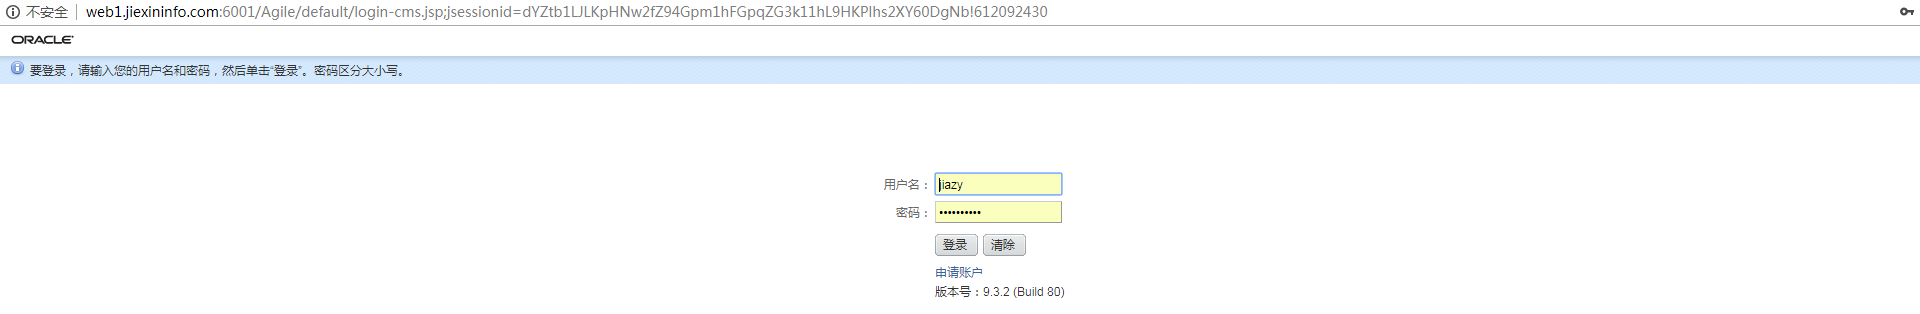 不安全 web1.jiexininfo.com:6001/Agile/default/login-cms.jsp;jsessionid=dYZtb1LJLKpHNw2fZ94Gpm1hFGpqZG3k11hL9HKPlhs2XY60DgNb!612092430
ORACLE
要登录，请输入您的用户名和密码，然后单击“登录”。密码区分大小写。
用户名： jiazy
密码： ••••••••••
登录 清除
申请账户
版本号：9.3.2 (Build 80)